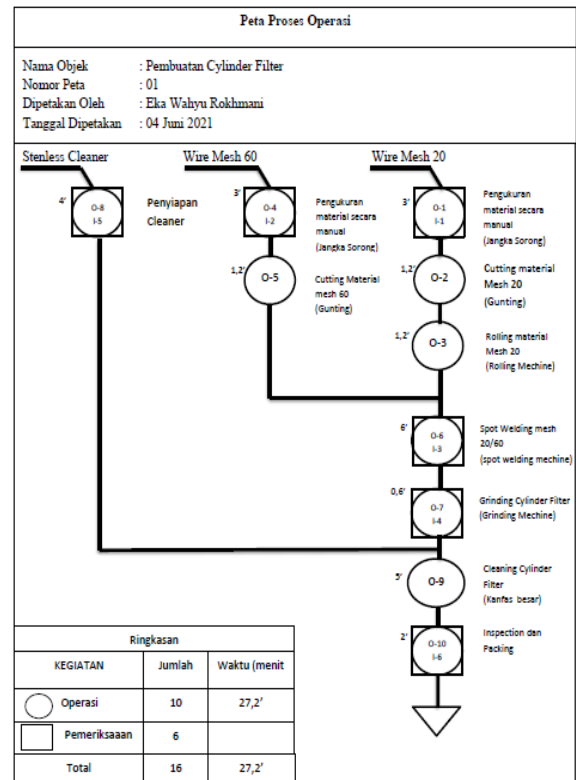 Peta Proses Operasi
Nama Objek : Pembuatan Cylinder Filter
Nomor Peta : 01
Dipetakan Oleh : Eka Wahyu Rokhmani
Tanggal Dipetakan : 04 Juni 2021
Stenless Cleaner
Wire Mesh 60
Wire Mesh 20
4'
O-8
I-5
Penyiapan
Cleaner
3'
O-4
I-2
Pengukuran
material secara
manual
(Jangka Sorong)
3'
O-1
I-1
Pengukuran
material secara
manual
(Jangka Sorong)
1,2'
O-5
Cutting Material
mesh 60
(Gunting)
1,2'
O-2
Cutting material
Mesh 20
(Gunting)
1,2'
O-3
Rolling material
Mesh 20
(Rolling Mechine)
6'
O-6
I-3
Spot Welding mesh
20/60
(spot welding mechine)
0,6'
O-7
I-4
Grinding Cylinder Filter
(Grinding Mechine)
5'
O-9
Cleaning Cylinder
Filter
(Kanfas besar)
2'
O-10
I-6
Inspection dan
Packing
Ringkasan
KEGIATAN Jumlah Waktu (menit
Operasi 10 27,2'
Pemeriksaaan 6
Total 16 27,2'